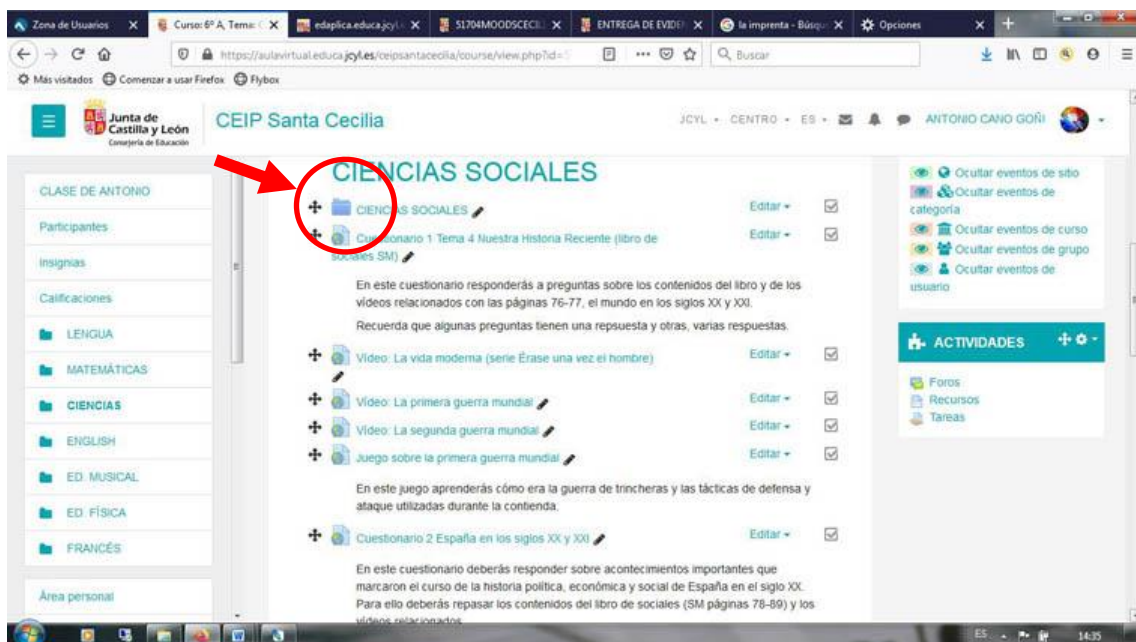 Zona de Usuarios
Curso: 6º A, Tema: C
edaplica.educa.jcyl.
S1704MOODSCECIL
ENTREGA DE EVIDEN
la imprenta - Búsqu
Opciones
https://aulavirtual.educa.jcyl.es/ceipsantacecilia/course/view.php?id=5
Buscar
Más visitados
Comenzar a usar Firefox
Flybox
Junta de
Castilla y León
Consejería de Educación
CEIP Santa Cecilia
JCYL
CENTRO
ES
ANTONIO CANO GOÑI
CLASE DE ANTONIO
Participantes
Insignias
Calificaciones
LENGUA
MATEMÁTICAS
CIENCIAS
ENGLISH
ED. MUSICAL
ED. FÍSICA
FRANCÉS
Área personal
CIENCIAS SOCIALES
CIENCIAS SOCIALES
Editar
Cuestionario 1 Tema 4 Nuestra Historia Reciente (libro de
Editar
sociales SM)
En este cuestionario responderás a preguntas sobre los contenidos del libro y de los
vídeos relacionados con las páginas 76-77, el mundo en los siglos XX y XXI.
Recuerda que algunas preguntas tienen una repsuesta y otras, varias respuestas.
Vídeo: La vida moderna (serie Érase una vez el hombre)
Editar
Vídeo: La primera guerra mundial
Editar
Vídeo: La segunda guerra mundial
Editar
Juego sobre la primera guerra mundial
Editar
En este juego aprenderás cómo era la guerra de trincheras y las tácticas de defensa y
ataque utilizadas durante la contienda.
Cuestionario 2 España en los siglos XX y XXI
Editar
En este cuestionario deberás responder sobre acontecimientos importantes que
marcaron el curso de la historia política, económica y social de España en el siglo XX.
Para ello deberás repasar los contenidos del libro de sociales (SM páginas 78-89) y los
vídeos relacionados
Ocultar eventos de sitio
Ocultar eventos de
categoría
Ocultar eventos de curso
Ocultar eventos de grupo
Ocultar eventos de
usuario
ACTIVIDADES
Foros
Recursos
Tareas
ES
14:35